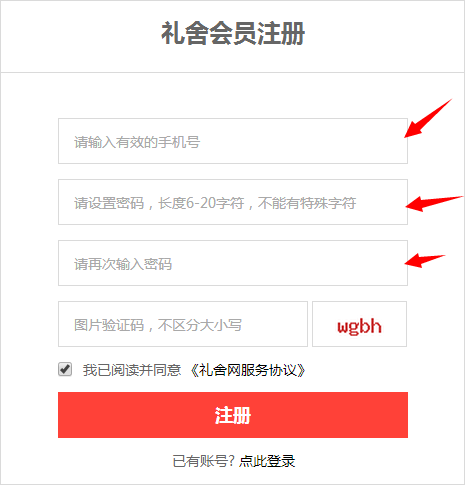 礼舍会员注册
请输入有效的手机号
请设置密码，长度6-20字符，不能有特殊字符
请再次输入密码
图片验证码，不区分大小写 wgbh
我已阅读并同意 《礼舍网服务协议》
注册
已有账号? 点此登录